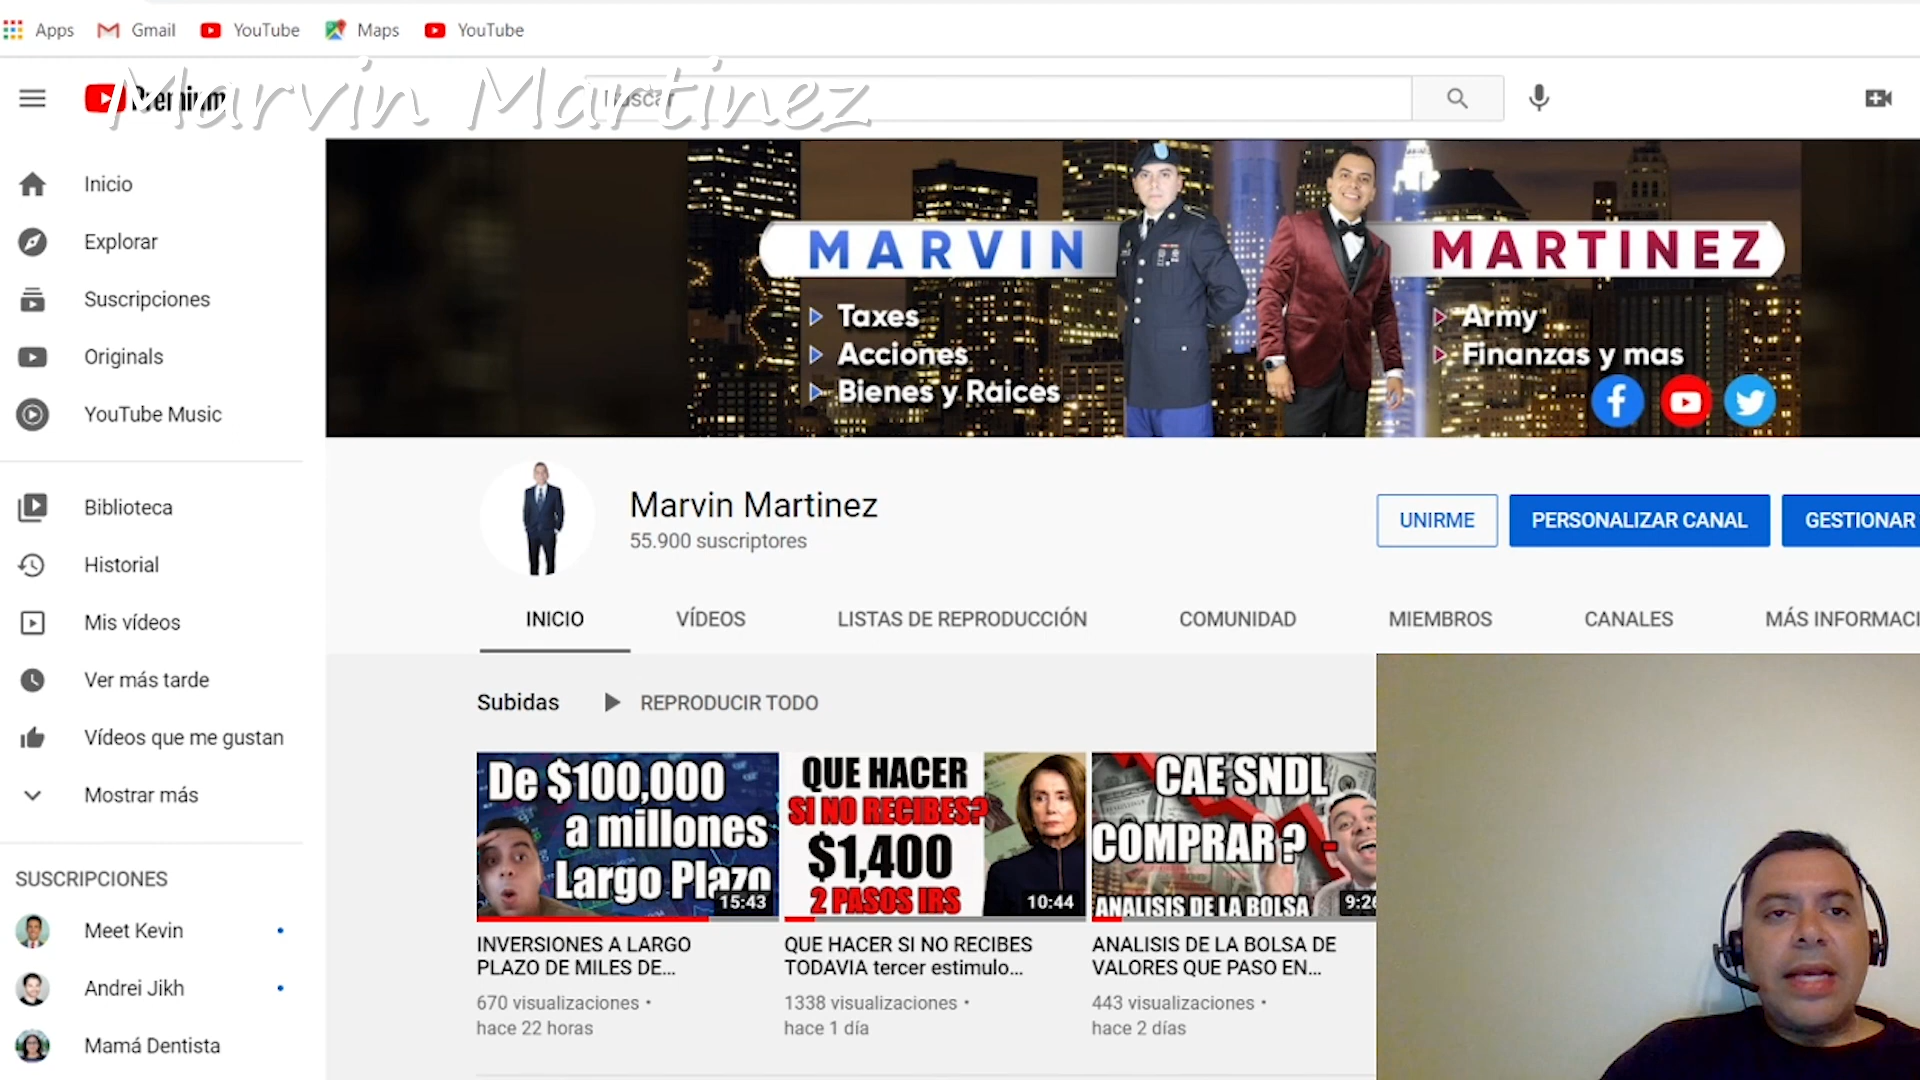 Apps Gmail YouTube Maps YouTube
Marvin Martinez
Premium
Buscar
Inicio
Explorar
Suscripciones
Originals
YouTube Music
Biblioteca
Historial
Mis vídeos
Ver más tarde
Vídeos que me gustan
Mostrar más
SUSCRIPCIONES
Meet Kevin
Andrei Jikh
Mamá Dentista
MARVIN MARTINEZ
Taxes
Acciones
Bienes y Raices
Army
Finanzas y mas
Marvin Martinez
55.900 suscriptores
UNIRME PERSONALIZAR CANAL GESTIONAR
INICIO VÍDEOS LISTAS DE REPRODUCCIÓN COMUNIDAD MIEMBROS CANALES MÁS INFORMACI
Subidas REPRODUCIR TODO
De $100,000
a millones
Largo Plazo
15:43
INVERSIONES A LARGO
PLAZO DE MILES DE...
670 visualizaciones •
hace 22 horas
QUE HACER
SI NO RECIBES?
$1,400
2 PASOS IRS
10:44
QUE HACER SI NO RECIBES
TODAVIA tercer estimulo...
1338 visualizaciones •
hace 1 día
CAE SNDL
COMPRAR?
ANALISIS DE LA BOLSA
9:26
ANALISIS DE LA BOLSA DE
VALORES QUE PASO EN...
443 visualizaciones •
hace 2 días